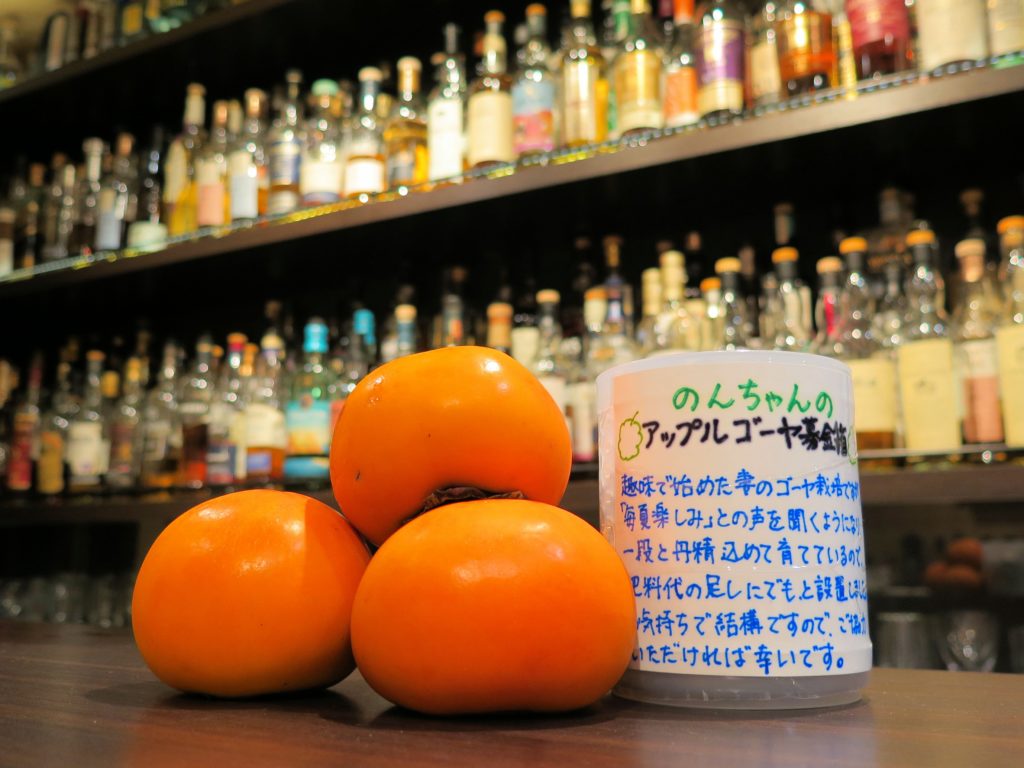 のんちゃんの
アップルゴーヤ募金箱
趣味で始めた妻のゴーヤ栽培で
「毎夏楽しみ」との声を聞くようになり
一段と丹精込めて育てているので、
肥料代の足しにでもと設置しまし
お気持ちで結構ですので、ご協力
いただければ幸いです。